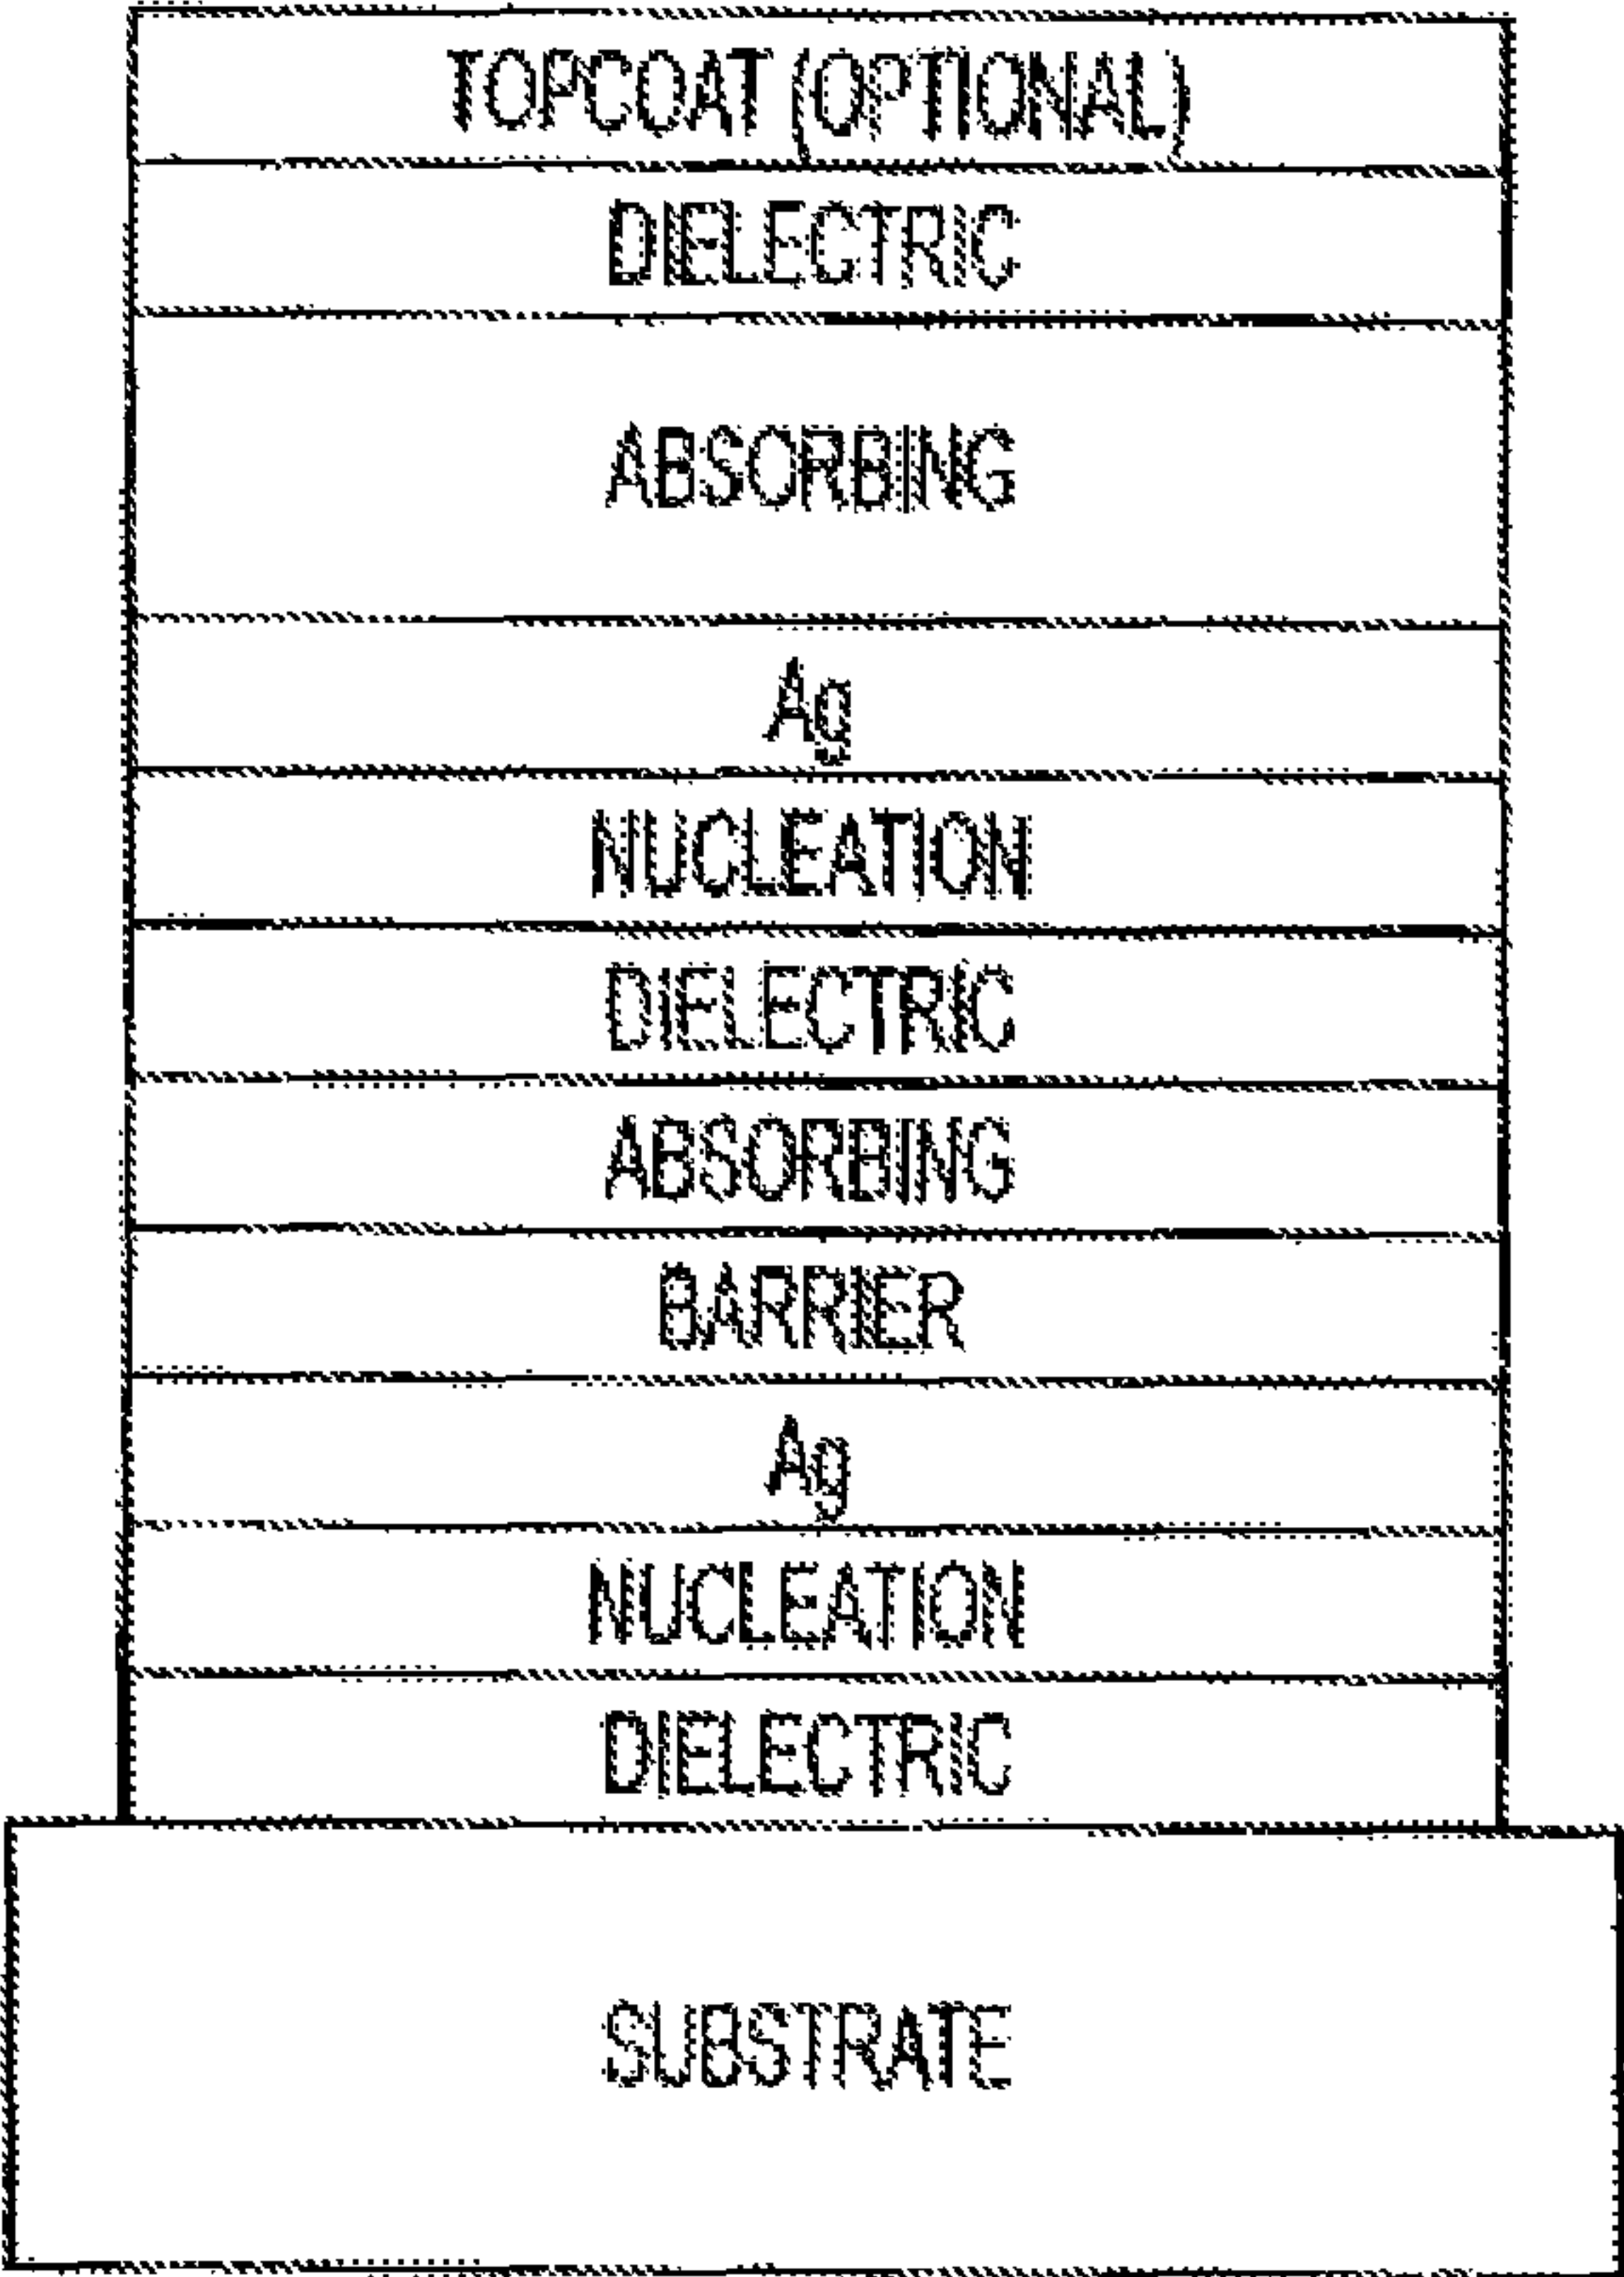 TOPCOAT (OPTIONAL)
DIELECTRIC
ABSORBING
Ag
NUCLEATION
DIELECTRIC
ABSORBING
BARRIER
Ag
NUCLEATION
DIELECTRIC
SUBSTRATE